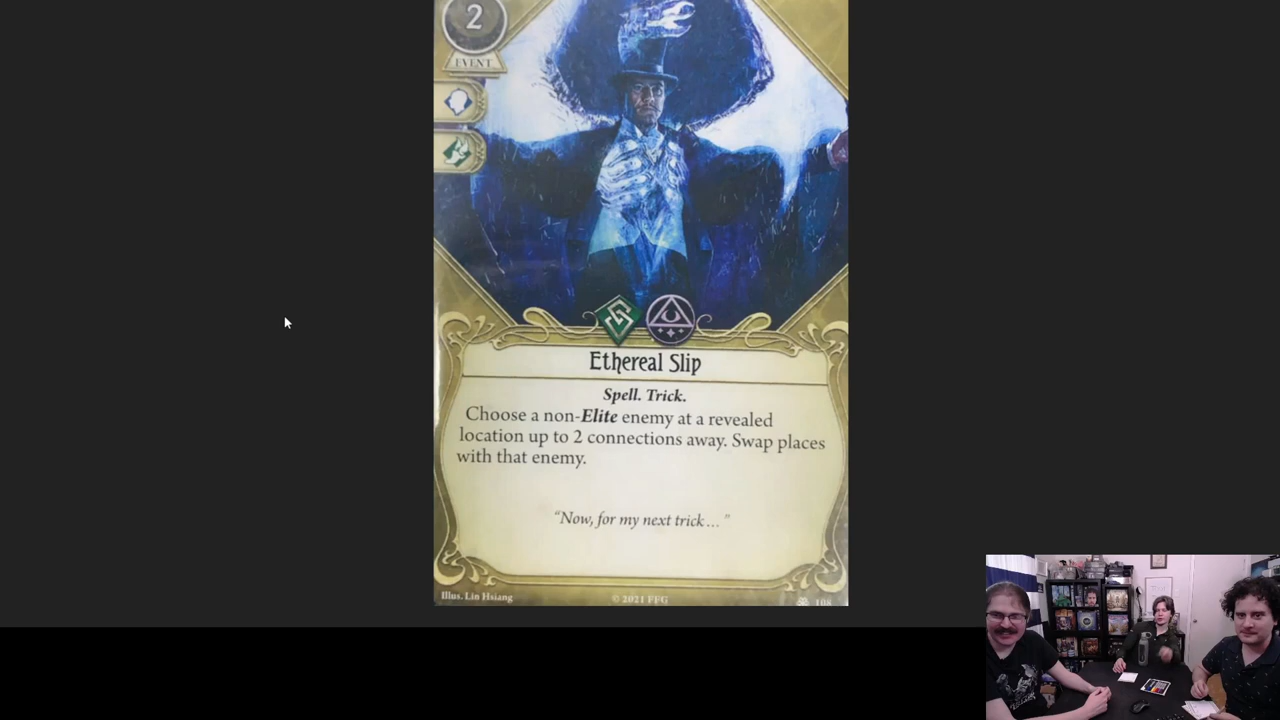 2
EVENT
Ethereal Slip
Spell. Trick.
Choose a non-Elite enemy at a revealed
location up to 2 connections away. Swap places
with that enemy.
“Now, for my next trick… ”
Illus. Lin Hsiang
© 2021 FFG
108